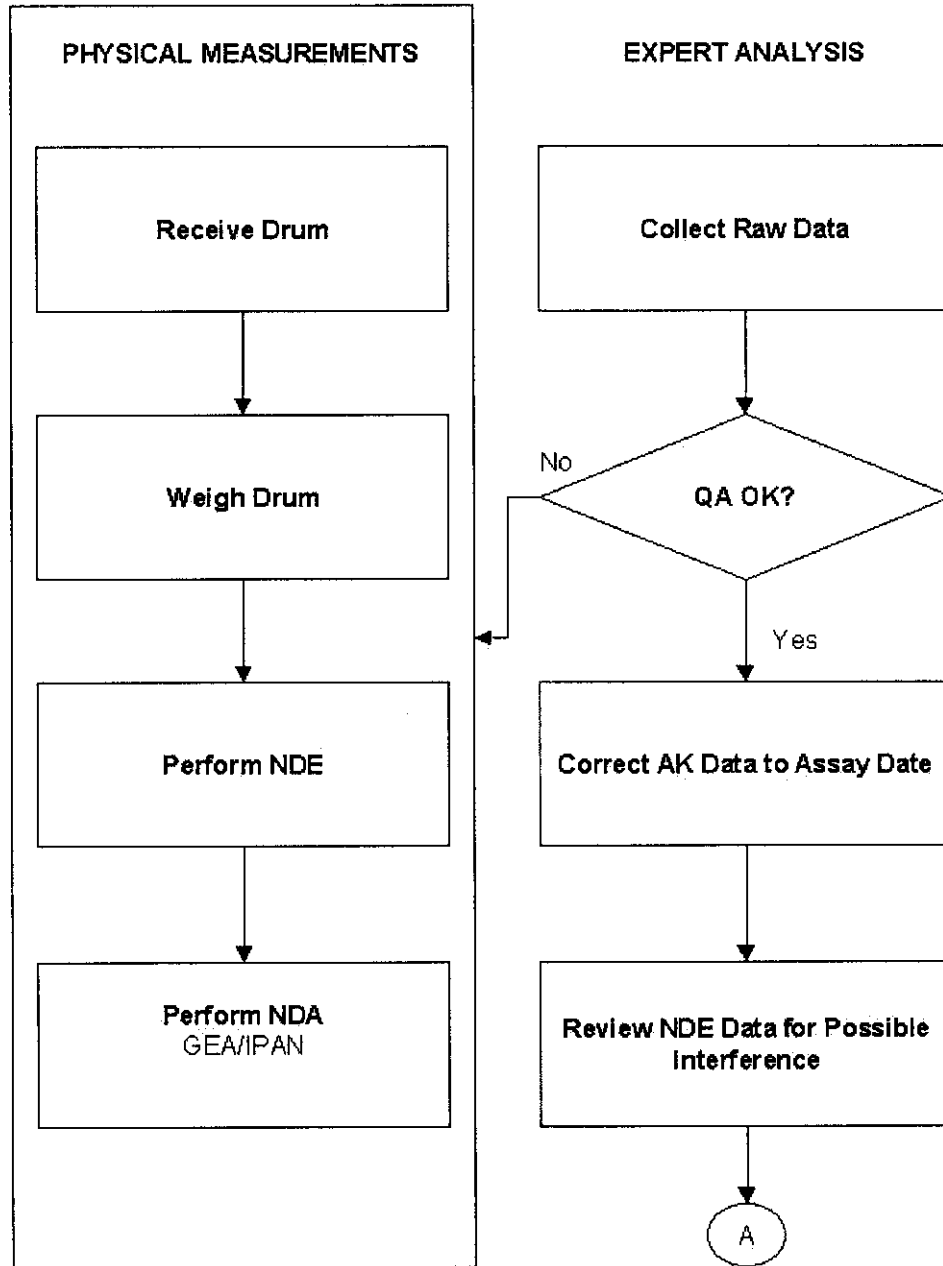 PHYSICAL MEASUREMENTS
Receive Drum
Weigh Drum
Perform NDE
Perform NDA
GEA/IPAN
EXPERT ANALYSIS
Collect Raw Data
No
QA OK?
Yes
Correct AK Data to Assay Date
Review NDE Data for Possible
Interference
A